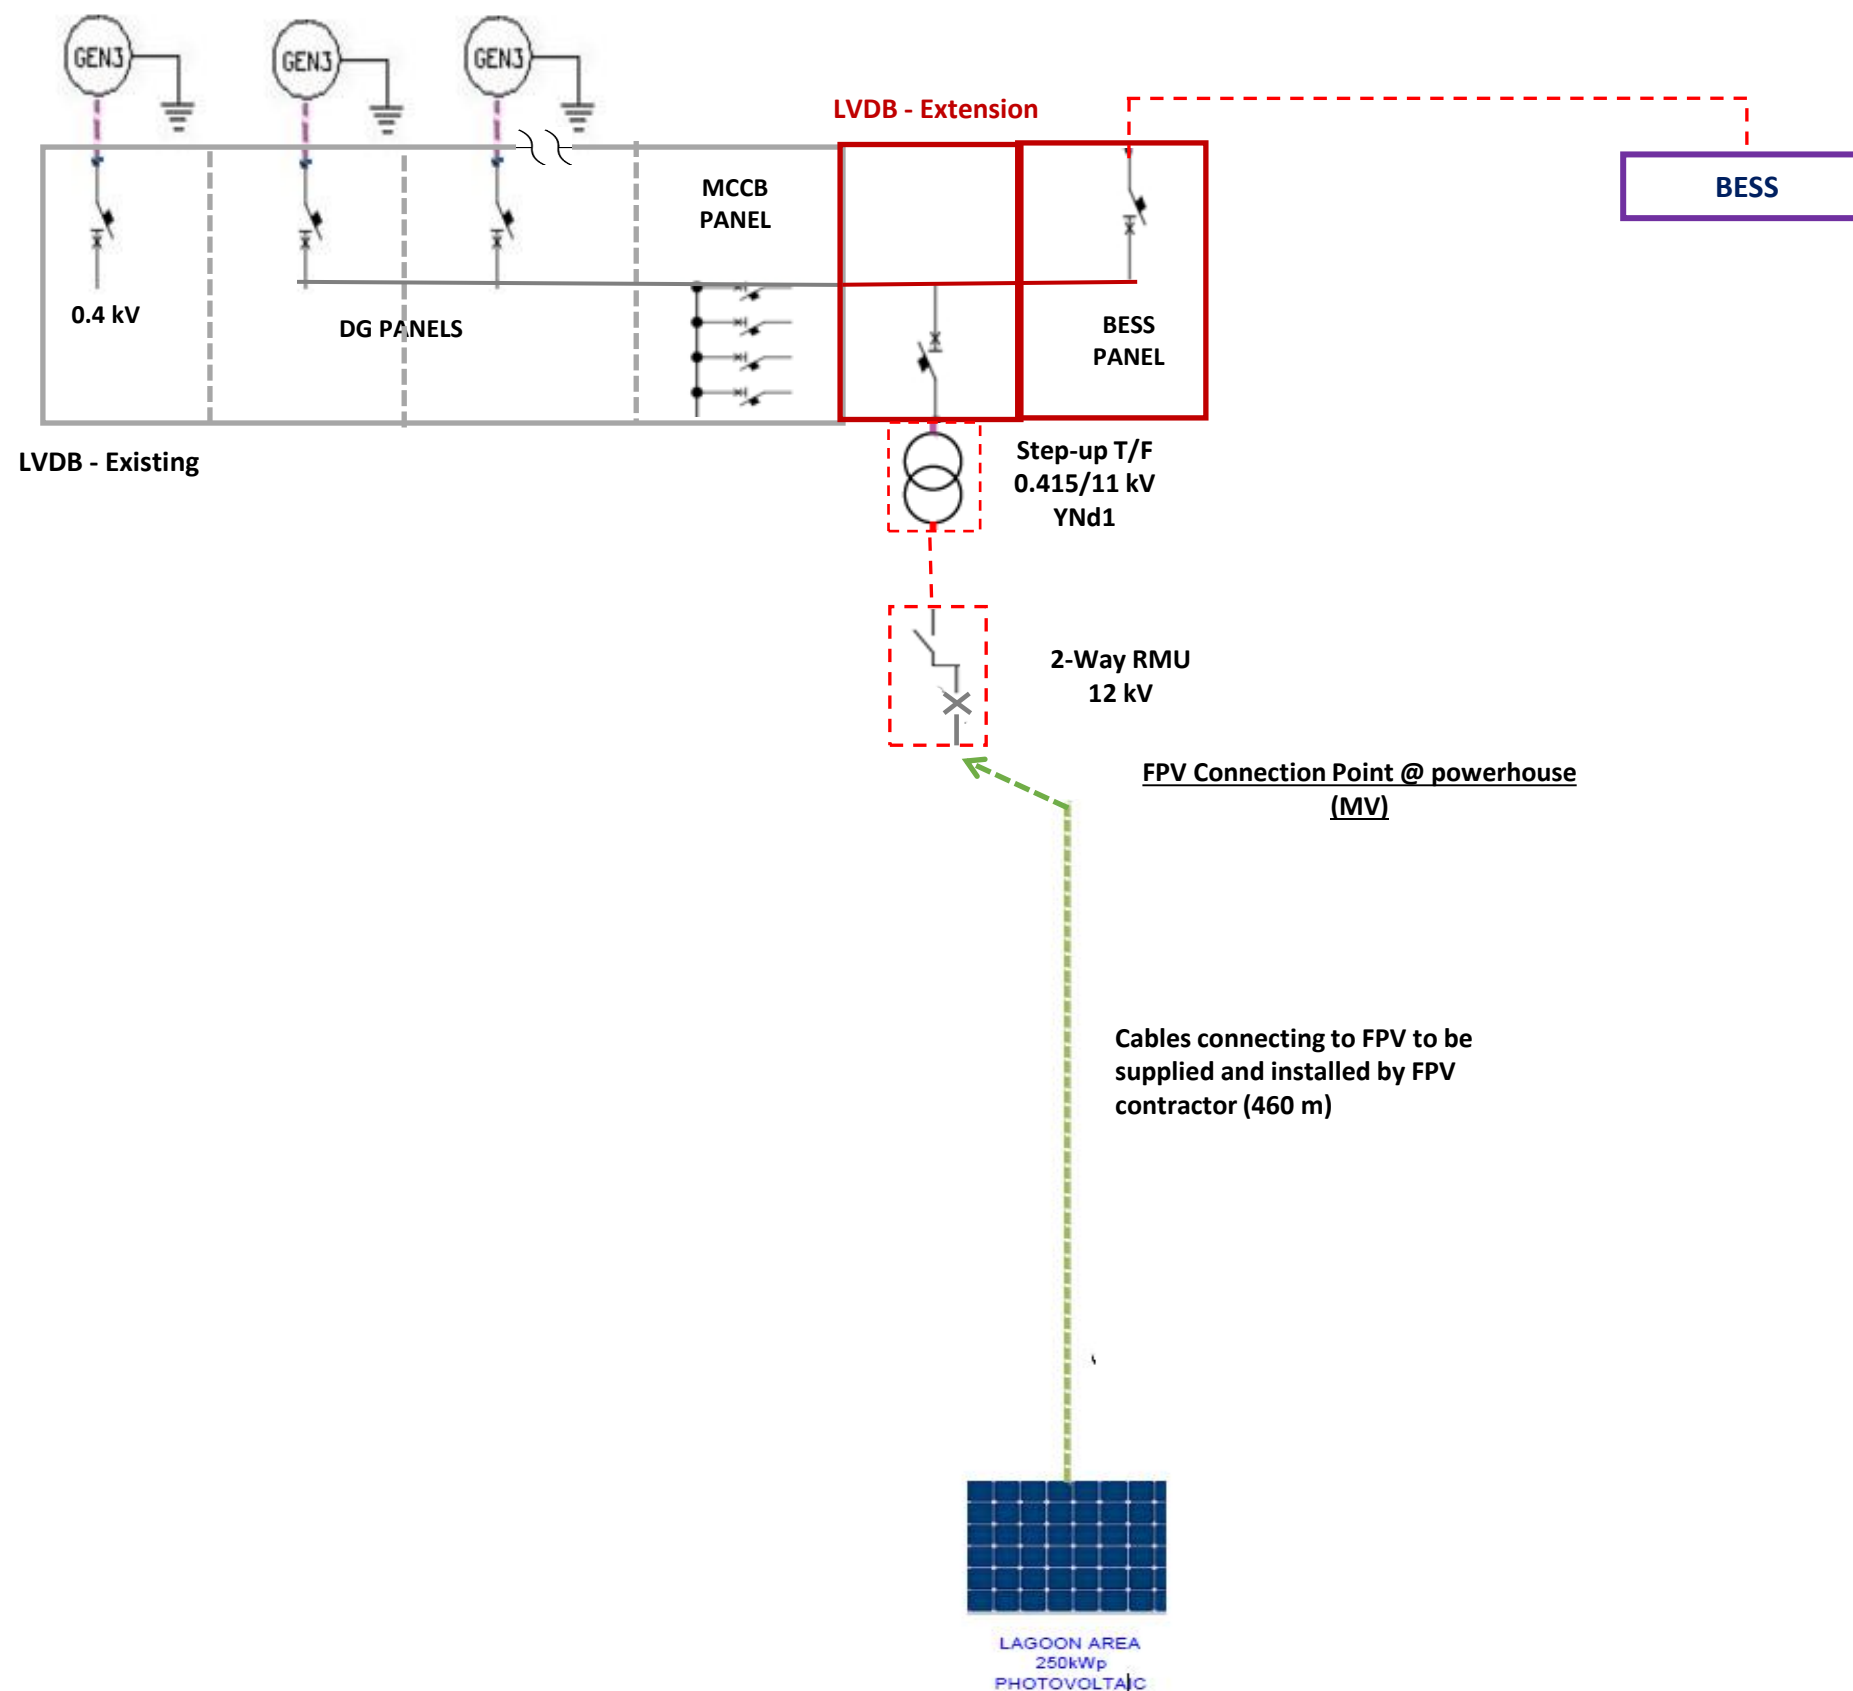 GEN3
GEN3
GEN3
LVDB - Extension
MCCB
PANEL
BESS
0.4 kV
DG PANELS
BESS
PANEL
LVDB - Existing
Step-up T/F
0.415/11 kV
YNd1
2-Way RMU
12 kV
FPV Connection Point @ powerhouse
(MV)
Cables connecting to FPV to be
supplied and installed by FPV
contractor (460 m)
LAGOON AREA
250kWp
PHOTOVOLTAIC